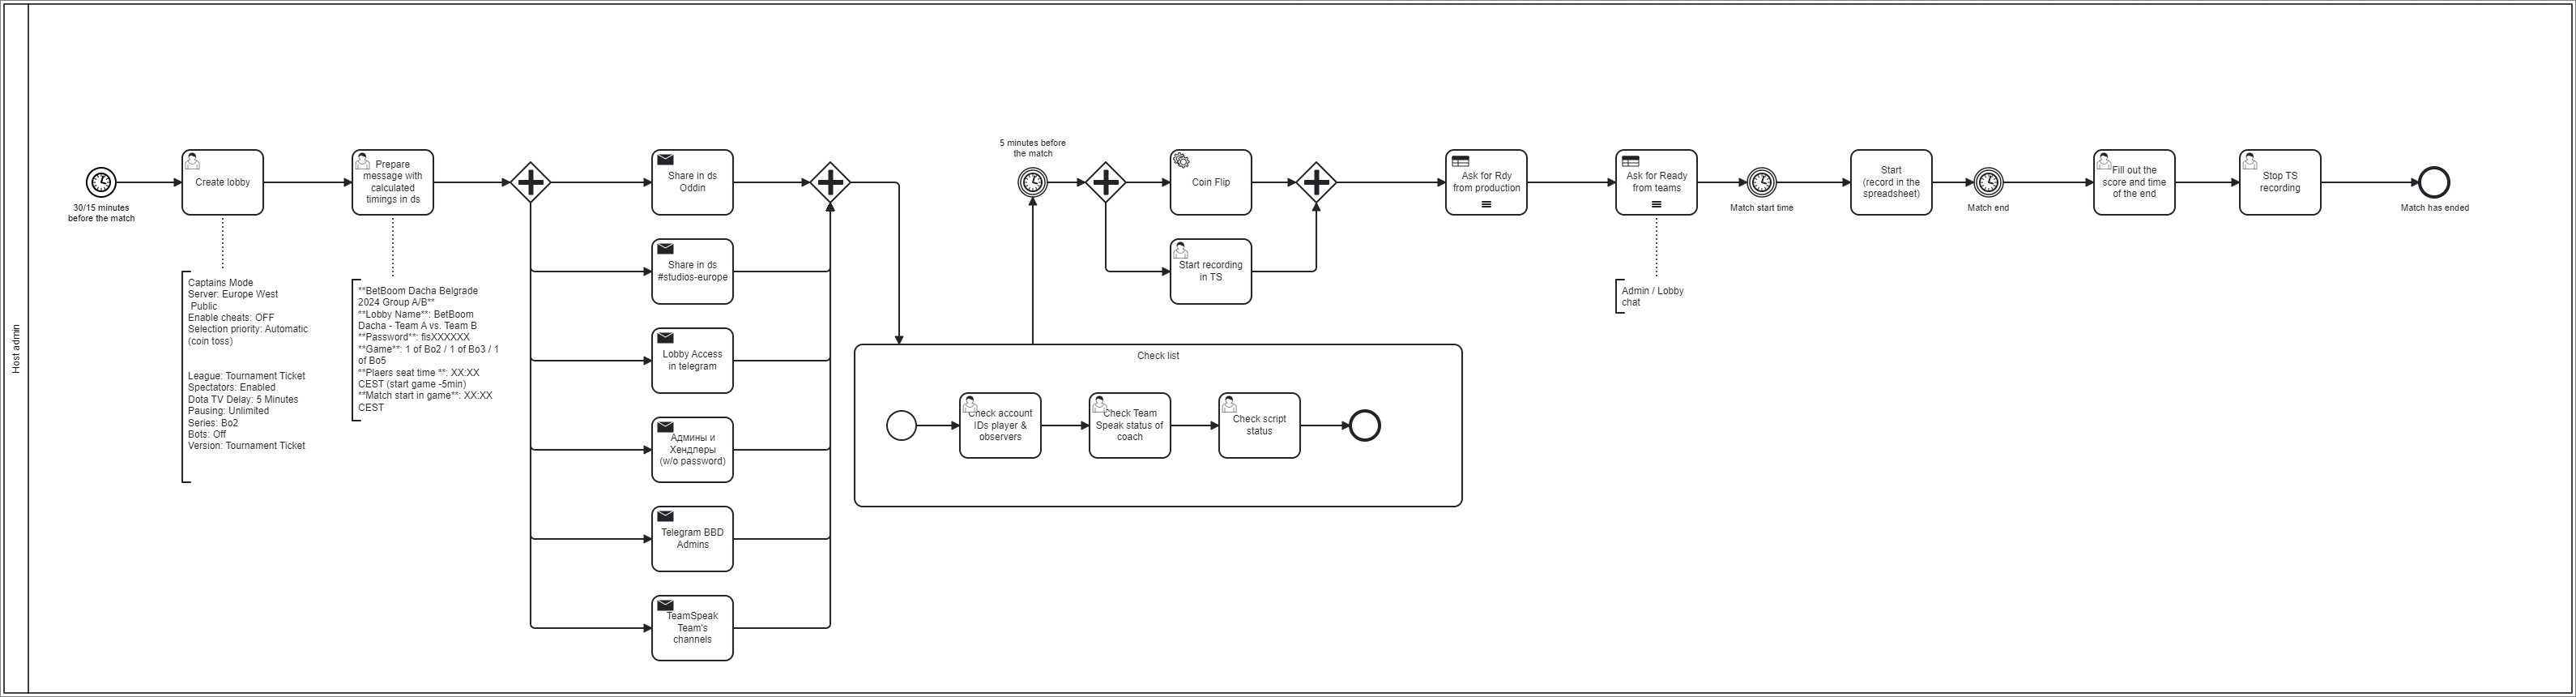 Host admin
30/15 minutes
before the match
Create lobby
Captains Mode
Server: Europe West
Public
Enable cheats: OFF
Selection priority: Automatic
(coin toss)
League: Tournament Ticket
Spectators: Enabled
Dota TV Delay: 5 Minutes
Pausing: Unlimited
Series: Bo2
Bots: Off
Version: Tournament Ticket
Prepare
message with
calculated
timings in ds
**BetBoom Dacha Belgrade
2024 Group A/B**
**Lobby Name**: BetBoom
Dacha - Team A vs. Team B
**Password**: fisXXXXXX
**Game**: 1 of Bo2 / 1 of Bo3 / 1
of Bo5
**Plaers seat time **: XX:XX
CEST (start game -5min)
**Match start in game**: XX:XX
CEST
Share in ds
Oddin
Share in ds
#studios-europe
Lobby Access
in telegram
Админы и
Хендлеры
(w/o password)
Telegram BBD
Admins
TeamSpeak
Team's
channels
Check list
Check account
IDs player &
observers
Check Team
Speak status of
coach
Check script
status
5 minutes before
the match
Coin Flip
Start recording
in TS
Ask for Rdy
from production
Ask for Ready
from teams
Admin / Lobby
chat
Match start time
Start
(record in the
spreadsheet)
Match end
Fill out the
score and time
of the end
Stop TS
recording
Match has ended